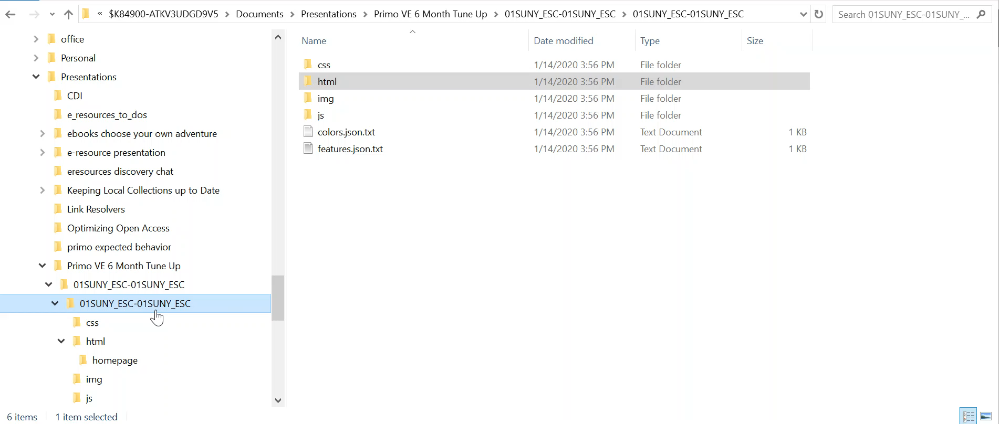 « $K84900-ATKV3UDGD9V5 > Documents > Presentations > Primo VE 6 Month Tune Up > 01SUNY_ESC-01SUNY_ESC > 01SUNY_ESC-01SUNY_ESC
Search 01SUNY_ESC-01SUNY_...
office
Personal
Presentations
CDI
e_resources_to_dos
ebooks choose your own adventure
e-resource presentation
eresources discovery chat
Keeping Local Collections up to Date
Link Resolvers
Optimizing Open Access
primo expected behavior
Primo VE 6 Month Tune Up
01SUNY_ESC-01SUNY_ESC
01SUNY_ESC-01SUNY_ESC
css
html
homepage
img
js
Name Date modified Type Size
css 1/14/2020 3:56 PM File folder
html 1/14/2020 3:56 PM File folder
img 1/14/2020 3:56 PM File folder
js 1/14/2020 3:56 PM File folder
colors.json.txt 1/14/2020 3:56 PM Text Document 1 KB
features.json.txt 1/14/2020 3:56 PM Text Document 1 KB
6 items 1 item selected